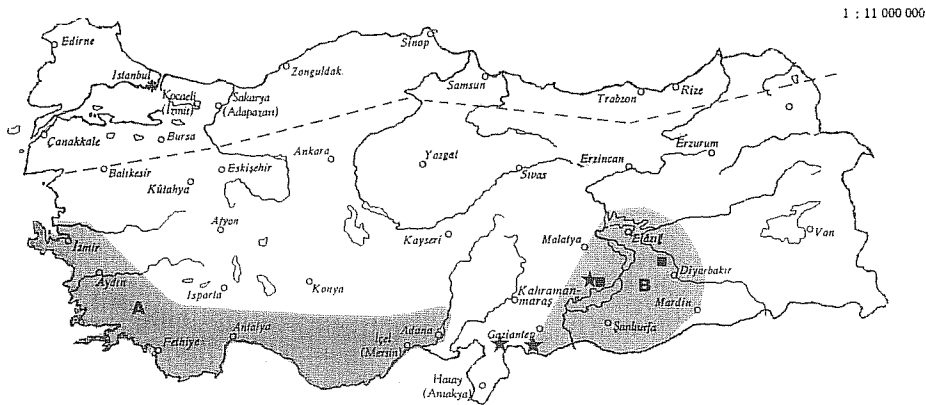 1 : 11 000 000
Edirne
Sinop
Istanbul
Zonguldak
Samsun
Kocaeli
(İzmit)
Sakarya
(Adapazarı)
Trabzon
Rize
Çanakkale
Bursa
Ankara
Yozgat
Erzincan
Erzurum
Balıkesir
Eskişehir
Sivas
Kütahya
Afyon
Kayseri
Malatya
Elazığ
Van
İzmir
Aydın
Isparta
Konya
Kahraman-
maraş
Diyarbakır
B
Mardin
A
Fethiye
Antalya
İçel
(Mersin)
Adana
Gaziantep
Şanlıurfa
Hatay
(Antakya)